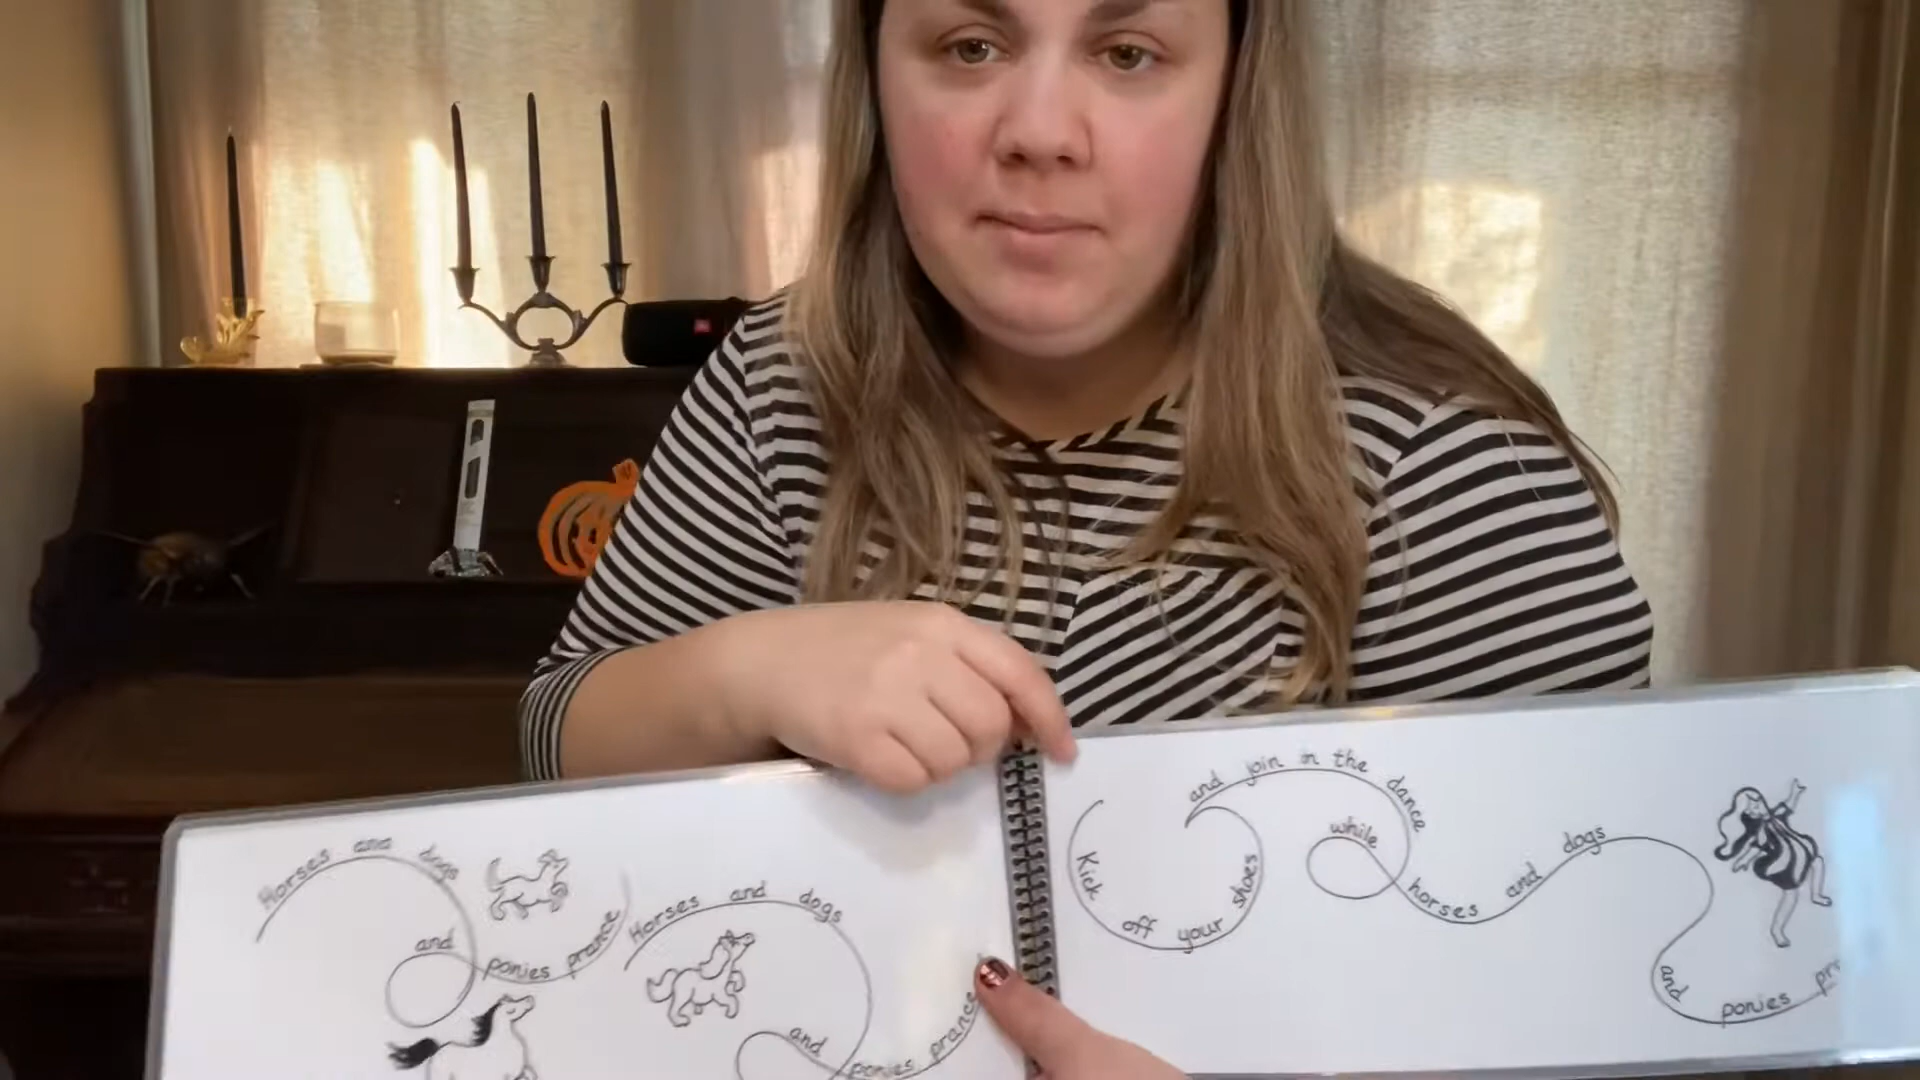 Horses and dogs and ponies prance
Horses and dogs and ponies prance
Kick off your shoes and join in the dance
while horses and dogs and ponies